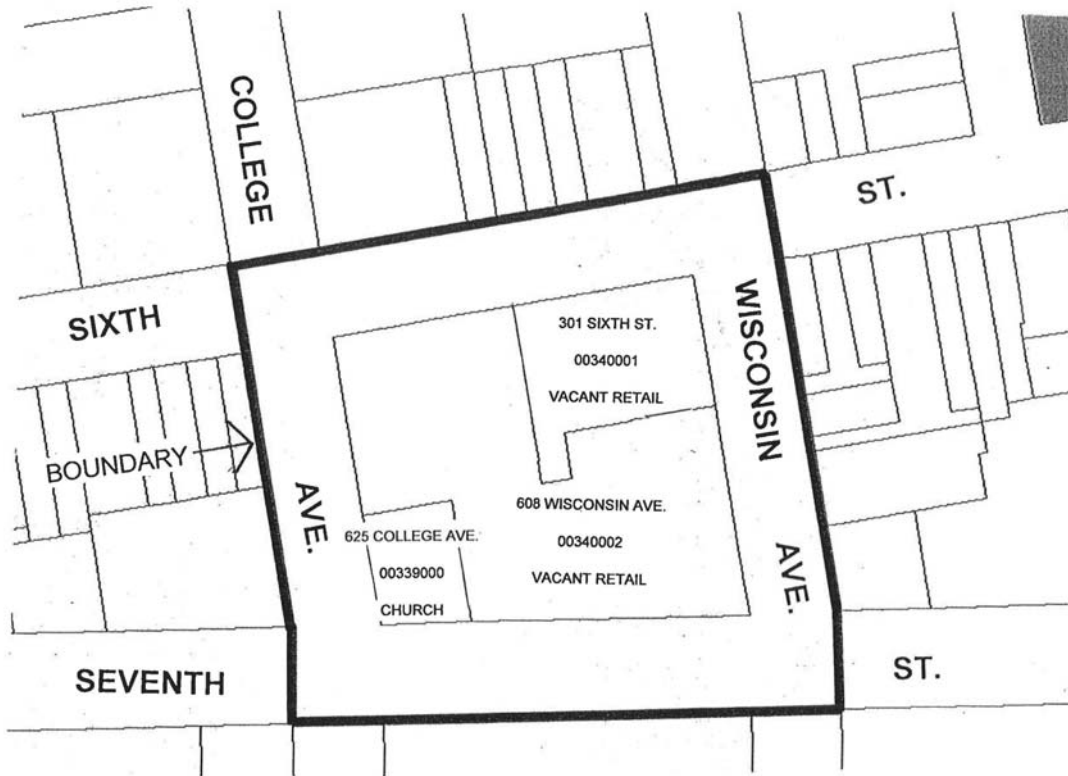 COLLEGE
ST.
SIXTH
301 SIXTH ST.
00340001
VACANT RETAIL
WISCONSIN
BOUNDARY
AVE.
608 WISCONSIN AVE.
00340002
VACANT RETAIL
625 COLLEGE AVE.
00339000
CHURCH
AVE.
SEVENTH
ST.